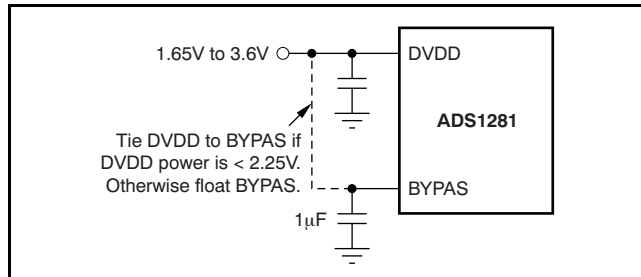 1.65V to 3.6V
DVDD
ADS1281
Tie DVDD to BYPAS if
DVDD power is < 2.25V.
Otherwise float BYPAS.
BYPAS
1μF